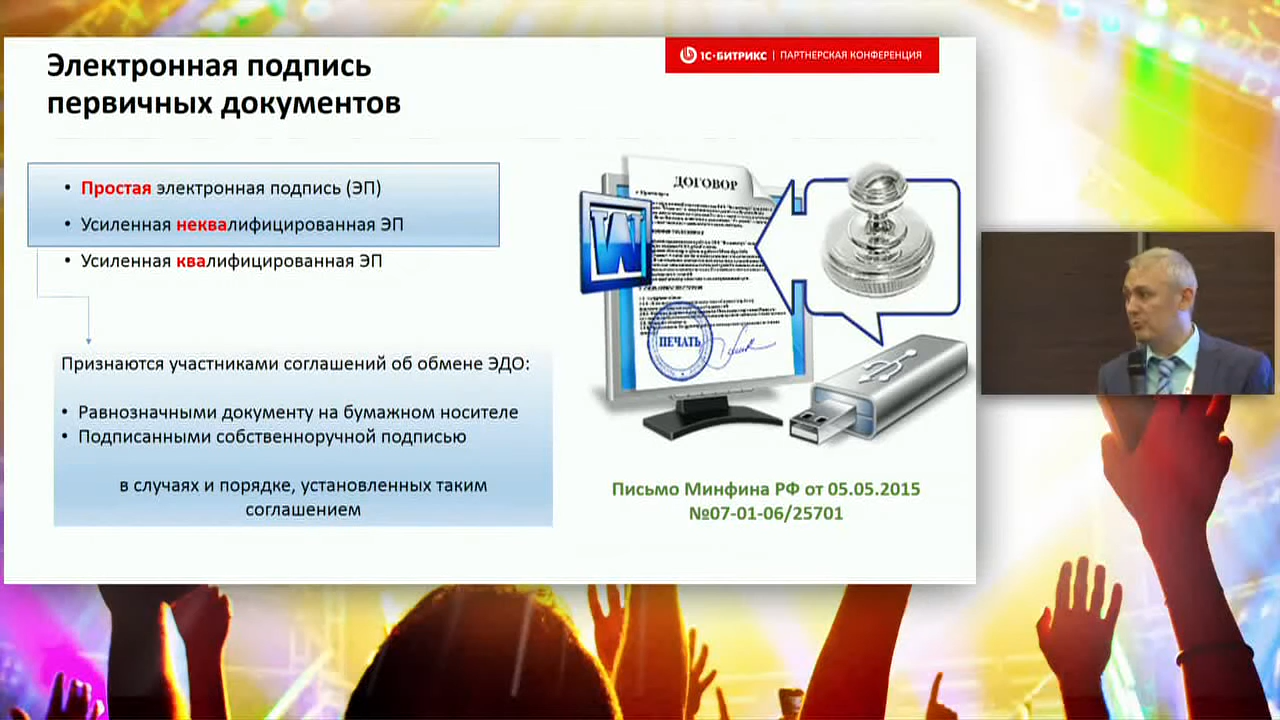 Электронная подпись
первичных документов
1С·БИТРИКС | ПАРТНЕРСКАЯ КОНФЕРЕНЦИЯ
• Простая электронная подпись (ЭП)
• Усиленная неквалифицированная ЭП
• Усиленная квалифицированная ЭП
Признаются участниками соглашений об обмене ЭДО:
• Равнозначными документу на бумажном носителе
• Подписанными собственноручной подписью
в случаях и порядке, установленных таким
соглашением
ДОГОВОР
W
ПЕЧАТЬ
Письмо Минфина РФ от 05.05.2015
№07-01-06/25701